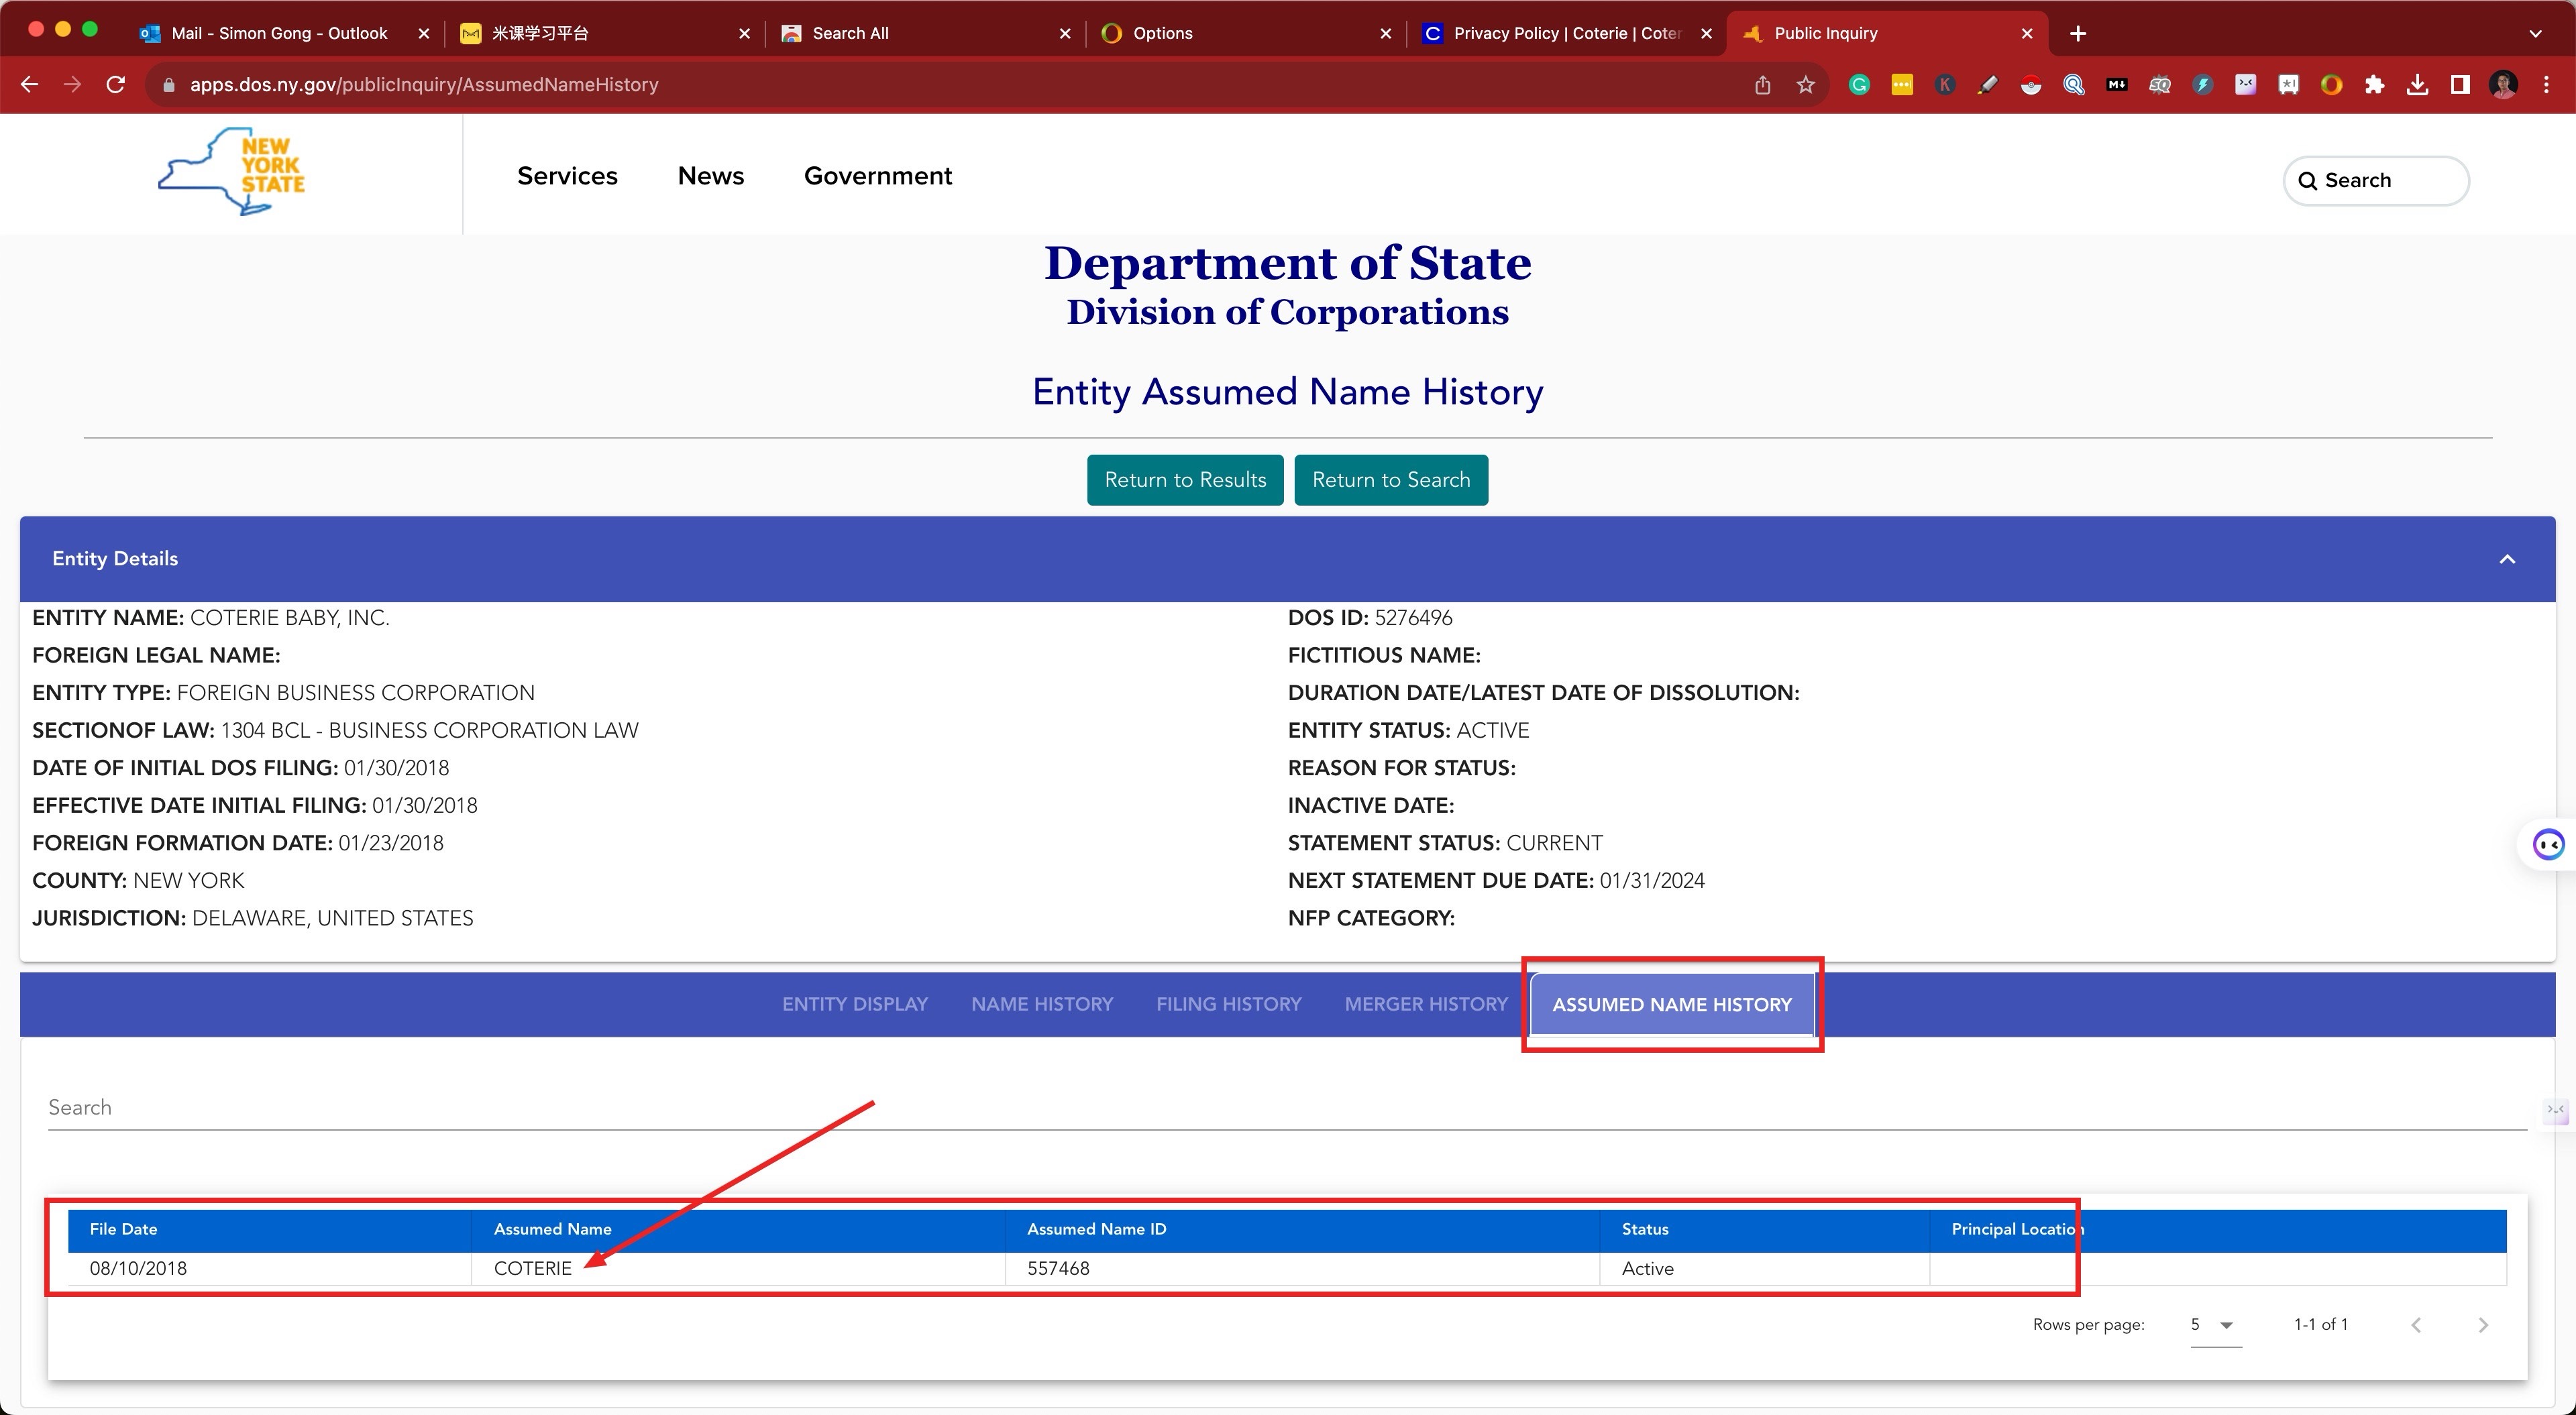 Mail - Simon Gong - Outlook
米课学习平台
Search All
Options
Privacy Policy | Coterie | Coter
Public Inquiry
apps.dos.ny.gov/publicInquiry/AssumedNameHistory
NEW YORK STATE
Services
News
Government
Search
Department of State
Division of Corporations
Entity Assumed Name History
Return to Results
Return to Search
Entity Details
ENTITY NAME: COTERIE BABY, INC.
DOS ID: 5276496
FOREIGN LEGAL NAME:
FICTITIOUS NAME:
ENTITY TYPE: FOREIGN BUSINESS CORPORATION
DURATION DATE/LATEST DATE OF DISSOLUTION:
SECTIONOF LAW: 1304 BCL - BUSINESS CORPORATION LAW
ENTITY STATUS: ACTIVE
DATE OF INITIAL DOS FILING: 01/30/2018
REASON FOR STATUS:
EFFECTIVE DATE INITIAL FILING: 01/30/2018
INACTIVE DATE:
FOREIGN FORMATION DATE: 01/23/2018
STATEMENT STATUS: CURRENT
COUNTY: NEW YORK
NEXT STATEMENT DUE DATE: 01/31/2024
JURISDICTION: DELAWARE, UNITED STATES
NFP CATEGORY:
ENTITY DISPLAY
NAME HISTORY
FILING HISTORY
MERGER HISTORY
ASSUMED NAME HISTORY
Search
File Date
Assumed Name
Assumed Name ID
Status
Principal Location
08/10/2018
COTERIE
557468
Active
Rows per page:
5
1-1 of 1